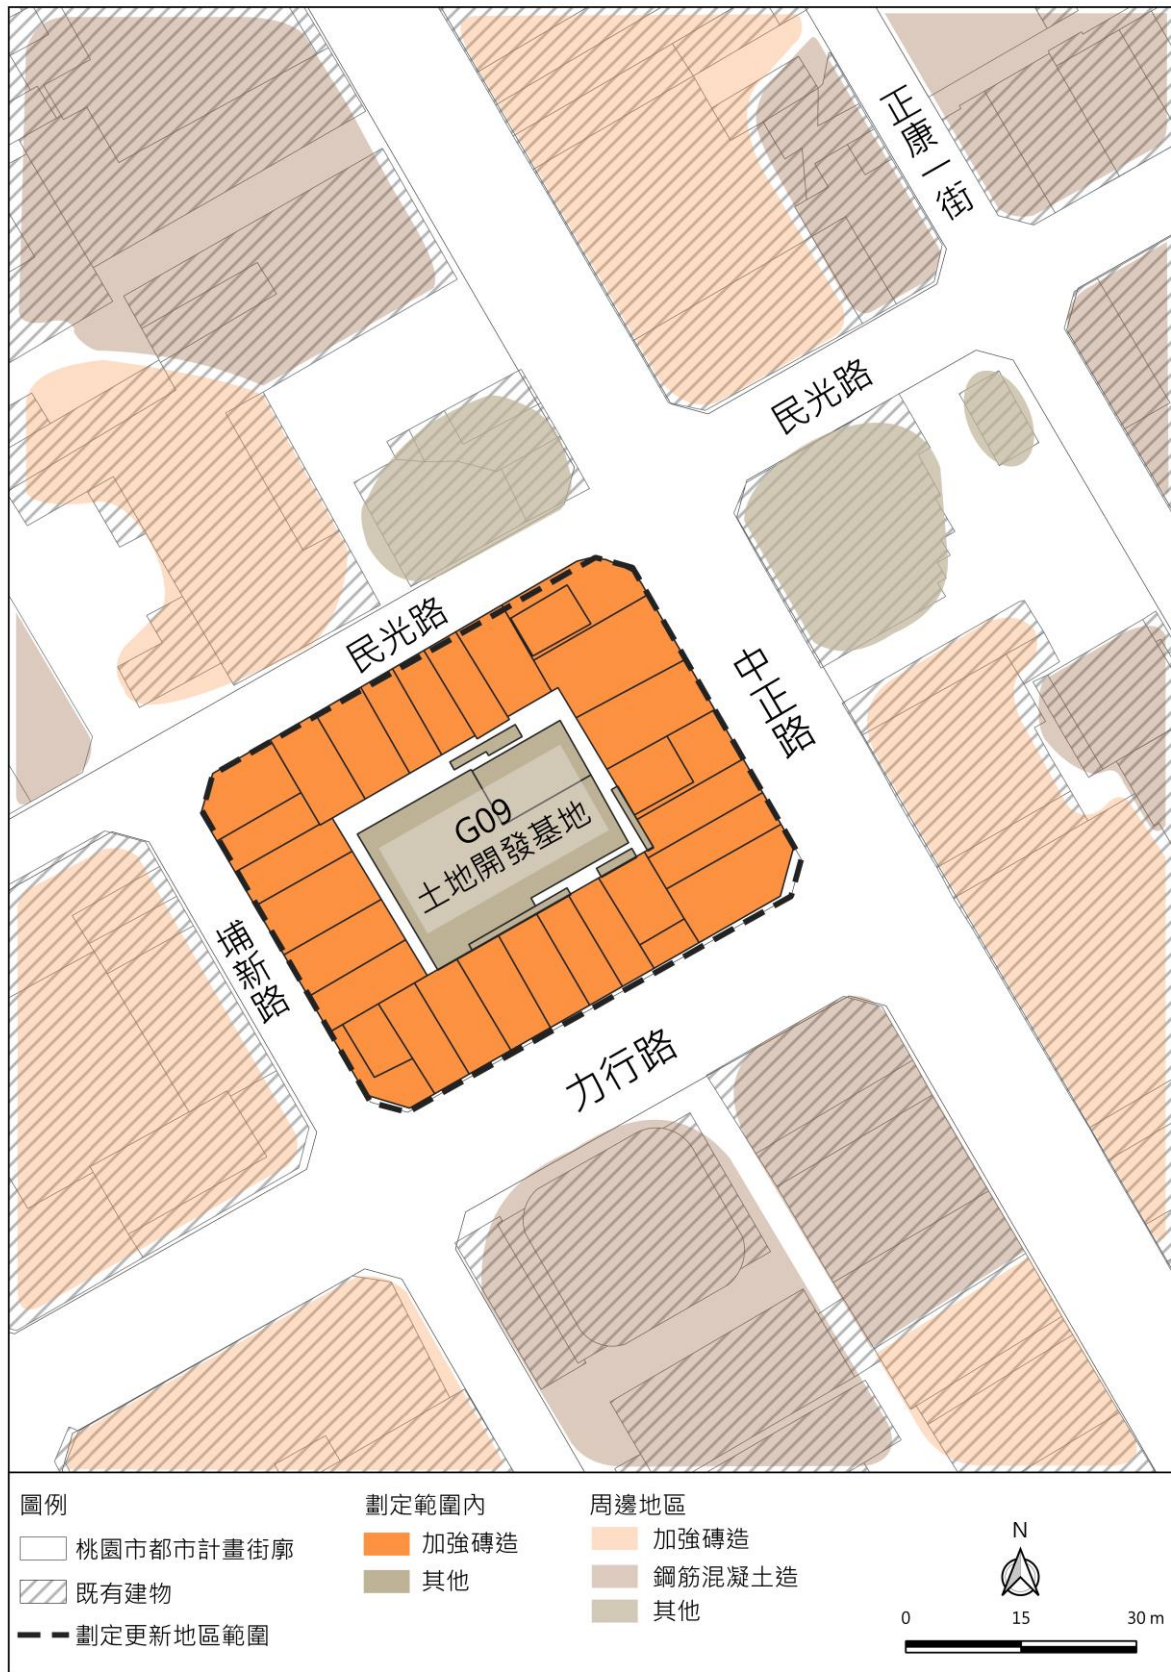 正康一街
民光路
民光路
中正路
G09
土地開發基地
埔新路
力行路
圖例
桃園市都市計畫街廓
既有建物
劃定更新地區範圍
劃定範圍內
加強磚造
其他
周邊地區
加強磚造
鋼筋混凝土造
其他
N
0 15 30 m